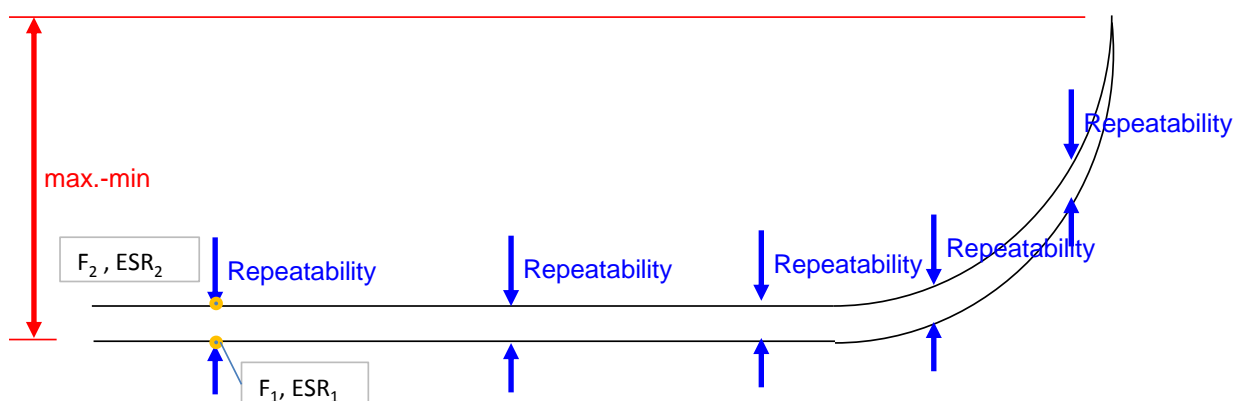 Repeatability
max.-min
F₂ , ESR₂
Repeatability
Repeatability
Repeatability
Repeatability
F₁, ESR₁